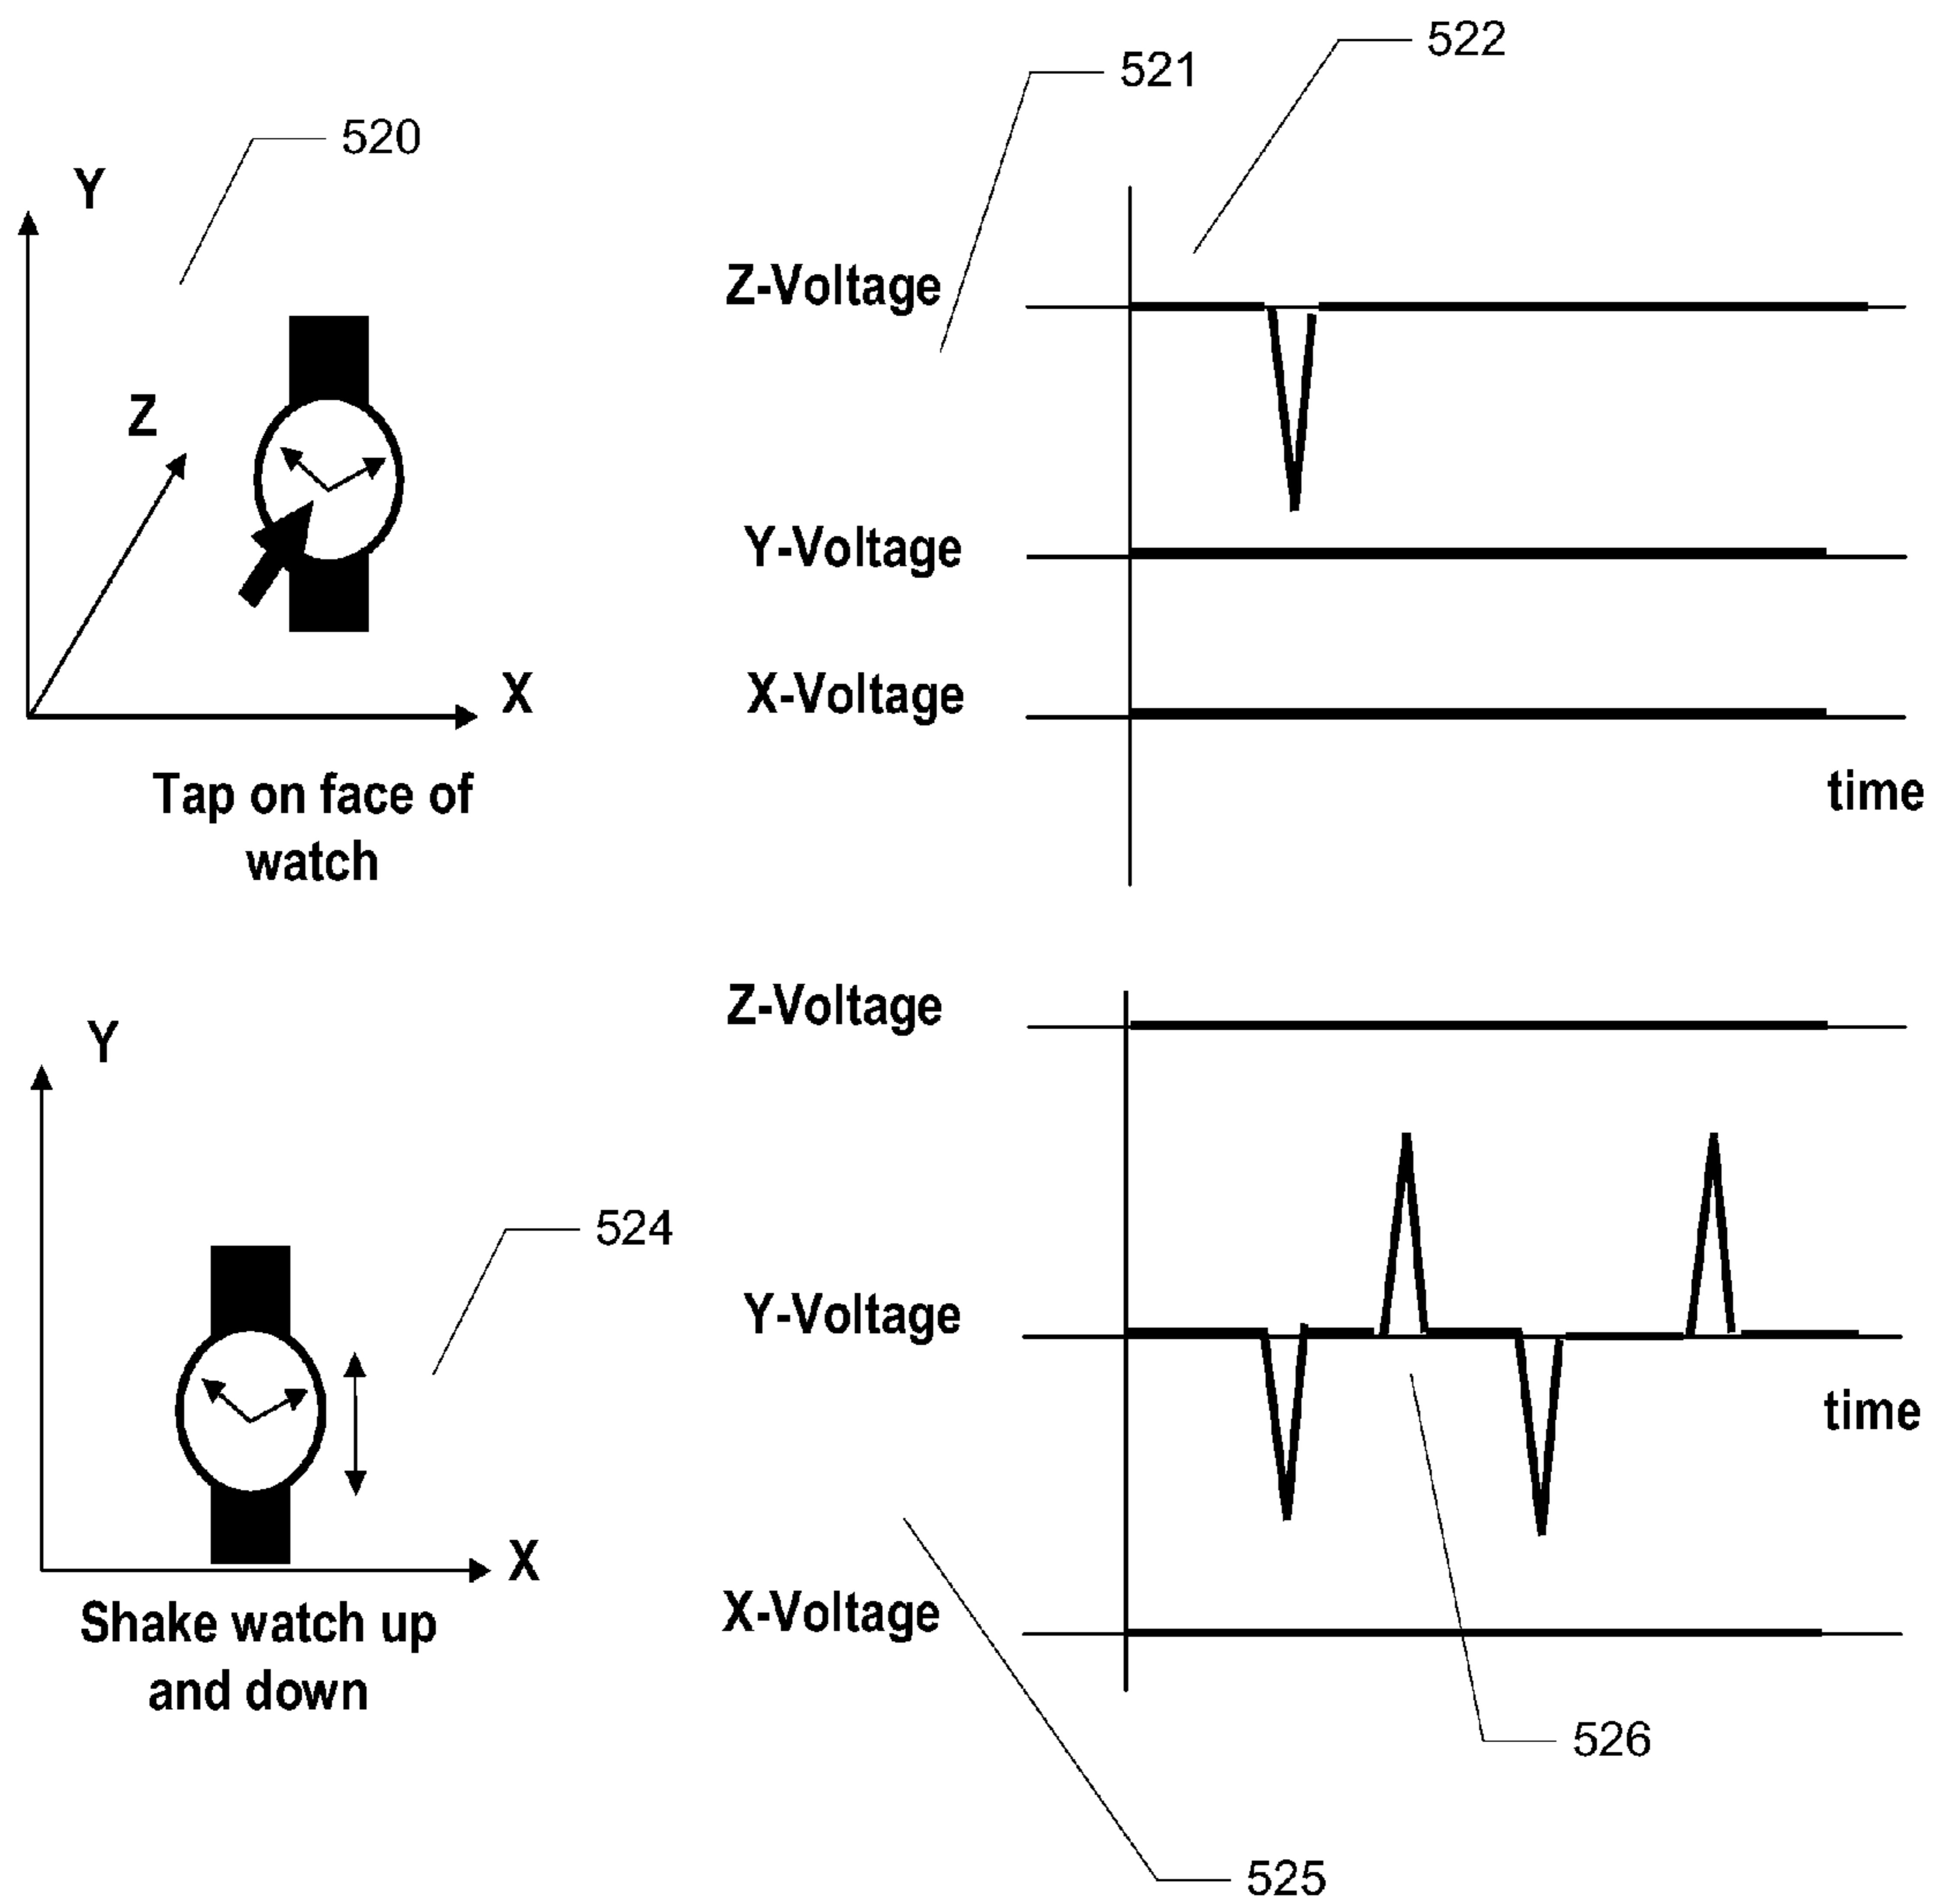 522
521
520
Y
Z-Voltage
Z
Y-Voltage
X
X-Voltage
Tap on face of
watch
time
Z-Voltage
Y
524
Y-Voltage
time
X
Shake watch up
and down
X-Voltage
526
525